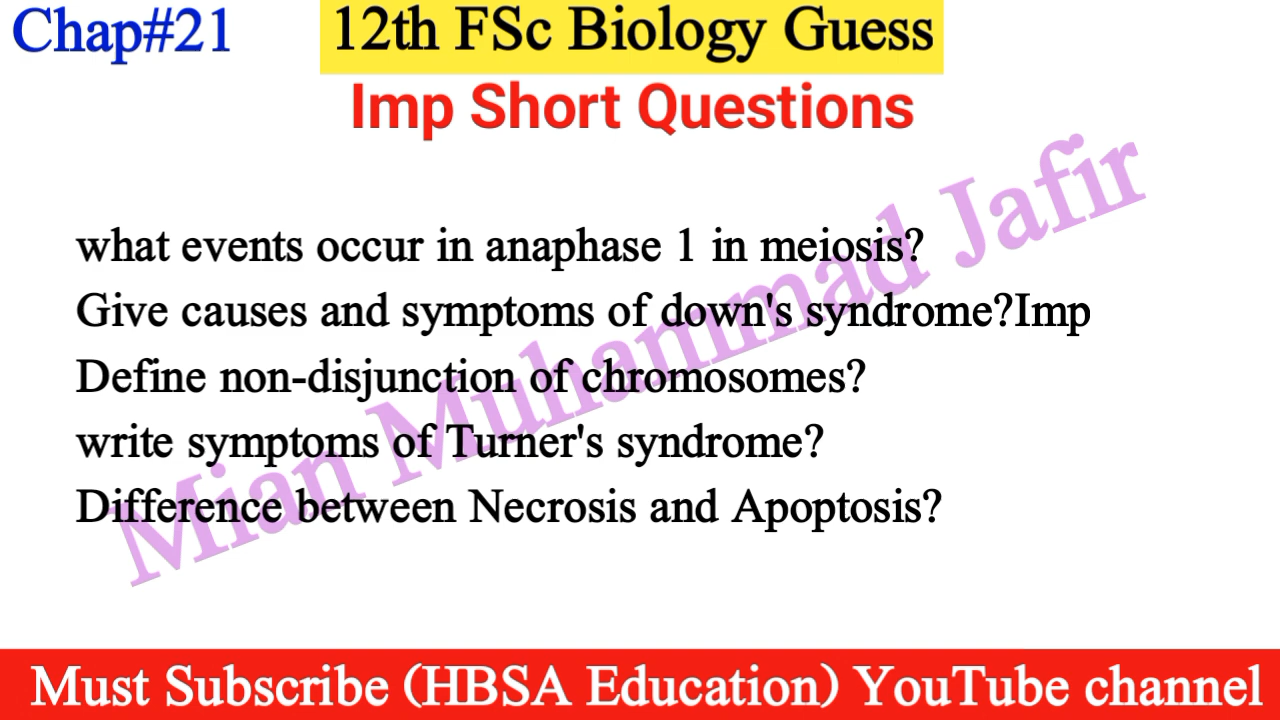 Chap#21
12th FSc Biology Guess
Imp Short Questions
what events occur in anaphase 1 in meiosis?
Give causes and symptoms of down's syndrome?Imp
Define non-disjunction of chromosomes?
write symptoms of Turner's syndrome?
Difference between Necrosis and Apoptosis?
Mian Muhammad Jafir
Must Subscribe (HBSA Education) YouTube channel